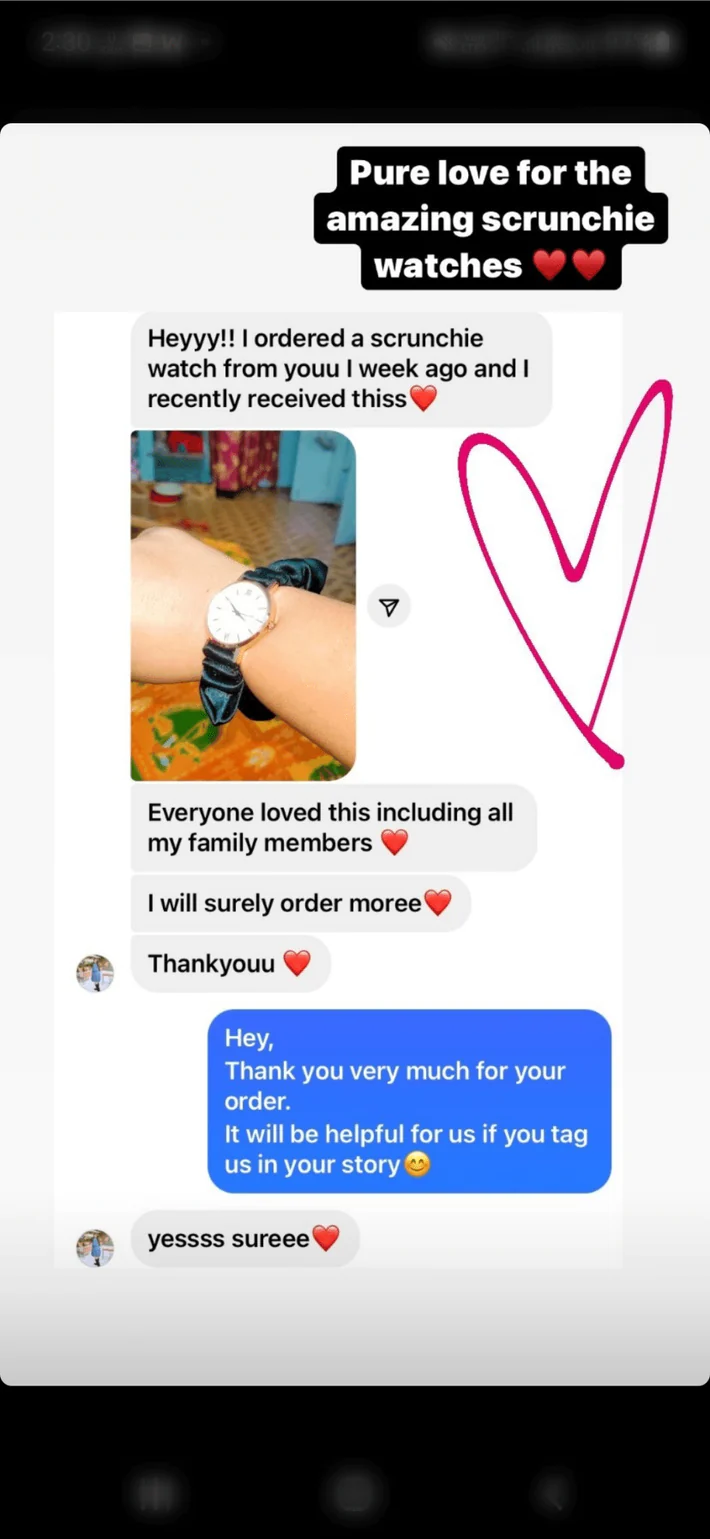 Pure love for the
amazing scrunchie
watches ♥️♥️
Heyyy!! I ordered a scrunchie
watch from youu I week ago and I
recently received thiss❤️
Everyone loved this including all
my family members ❤️
I will surely order moree❤️
Thankyouu ❤️
Hey,
Thank you very much for your
order.
It will be helpful for us if you tag
us in your story😊
yessss sureee❤️